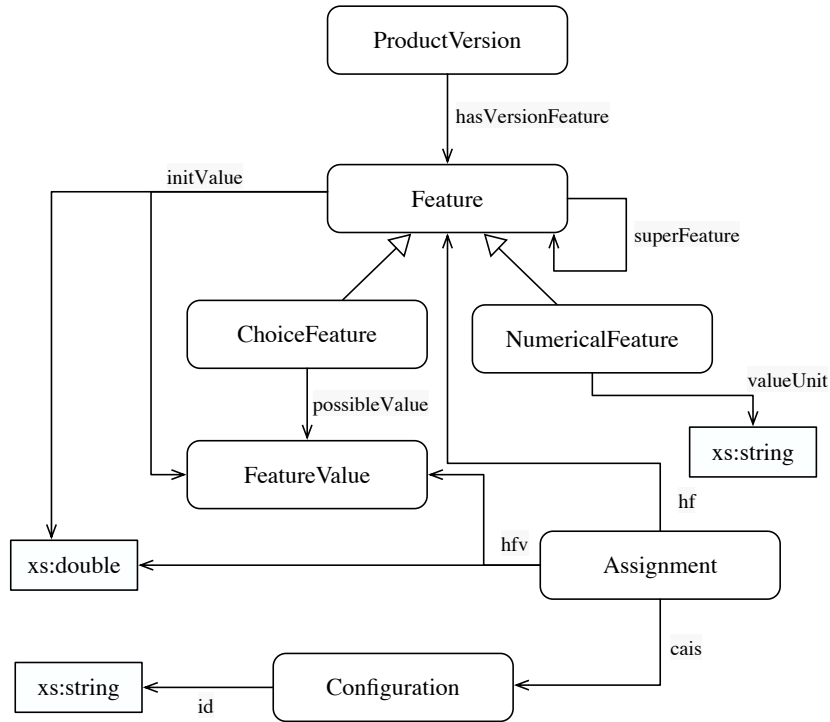 ProductVersion
hasVersionFeature
initValue
Feature
superFeature
ChoiceFeature
NumericalFeature
valueUnit
possibleValue
xs:string
FeatureValue
hf
hfv
xs:double
Assignment
cais
xs:string
Configuration
id